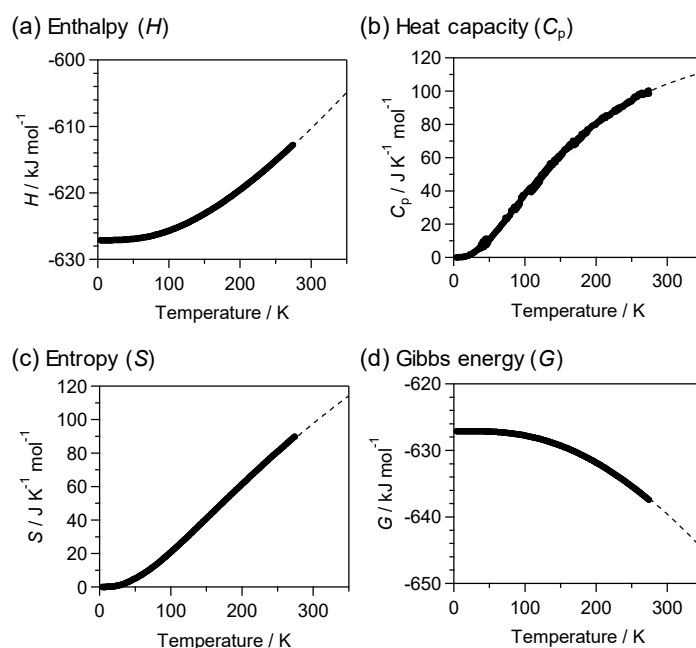 (a) Enthalpy (H)
-600
-610
-620
-630
H / kJ mol⁻¹
0 100 200 300
Temperature / K
(b) Heat capacity (Cₚ)
120
100
80
60
40
20
0
Cₚ / J K⁻¹ mol⁻¹
0 100 200 300
Temperature / K
(c) Entropy (S)
120
100
80
60
40
20
0
S / J K⁻¹ mol⁻¹
0 100 200 300
Temperature / K
(d) Gibbs energy (G)
-620
-630
-640
-650
G / kJ mol⁻¹
0 100 200 300
Temperature / K